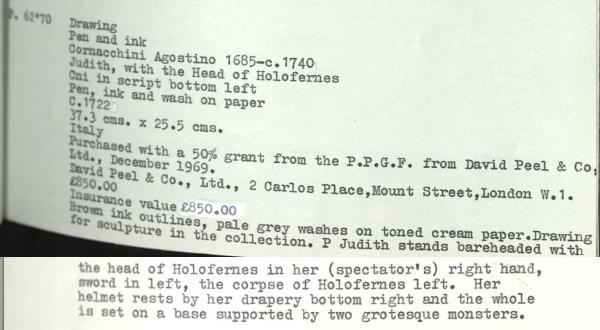 P. 62'70
Drawing
Pen and ink
Cornacchini Agostino 1685-c.1740
Judith, with the Head of Holofernes
Cni in script bottom left
Pen, ink and wash on paper
C.1722
37.3 cms. x 25.5 cms.
Italy
Purchased with a 50% grant from the P.P.G.F. from David Peel & Co,
Ltd., December 1969.
David Peel & Co., Ltd., 2 Carlos Place,Mount Street,London W.1.
£850.00
Insurance value £850.00
Brown ink outlines, pale grey washes on toned cream paper.Drawing
for sculpture in the collection. P Judith stands bareheaded with
the head of Holofernes in her (spectator's) right hand,
sword in left, the corpse of Holofernes left. Her
helmet rests by her drapery bottom right and the whole
is set on a base supported by two grotesque monsters.